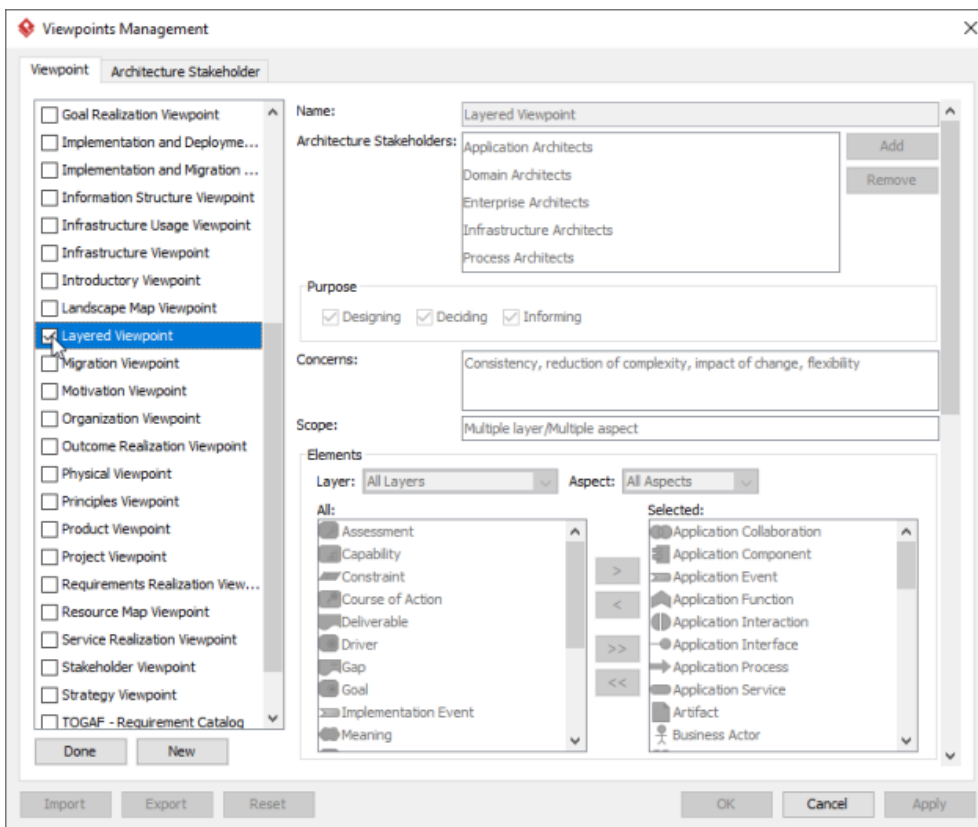 Viewpoints Management
Viewpoint
Architecture Stakeholder
Goal Realization Viewpoint
Implementation and Deployme...
Implementation and Migration ...
Information Structure Viewpoint
Infrastructure Usage Viewpoint
Infrastructure Viewpoint
Introductory Viewpoint
Landscape Map Viewpoint
Layered Viewpoint
Migration Viewpoint
Motivation Viewpoint
Organization Viewpoint
Outcome Realization Viewpoint
Physical Viewpoint
Principles Viewpoint
Product Viewpoint
Project Viewpoint
Requirements Realization View...
Resource Map Viewpoint
Service Realization Viewpoint
Stakeholder Viewpoint
Strategy Viewpoint
TOGAF - Requirement Catalog
Done
New
Name:
Layered Viewpoint
Architecture Stakeholders:
Application Architects
Domain Architects
Enterprise Architects
Infrastructure Architects
Process Architects
Add
Remove
Purpose
Designing
Deciding
Informing
Concerns:
Consistency, reduction of complexity, impact of change, flexibility
Scope:
Multiple layer/Multiple aspect
Elements
Layer:
All Layers
Aspect:
All Aspects
All:
Assessment
Capability
Constraint
Course of Action
Deliverable
Driver
Gap
Goal
Implementation Event
Meaning
>
<
>>
<<
Selected:
Application Collaboration
Application Component
Application Event
Application Function
Application Interaction
Application Interface
Application Process
Application Service
Artifact
Business Actor
Import
Export
Reset
OK
Cancel
Apply